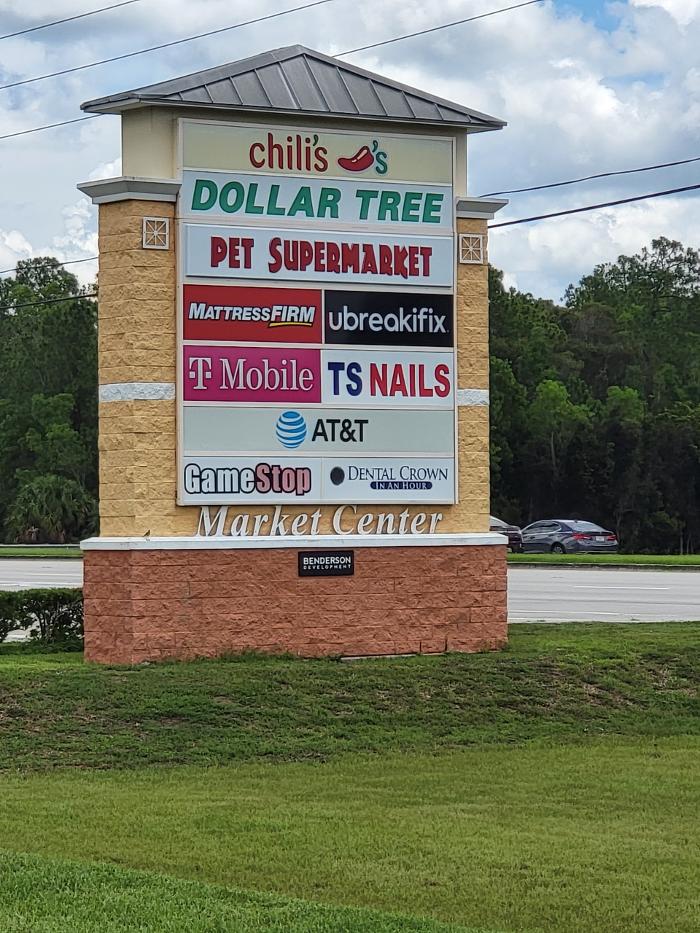 chili's 's
DOLLAR TREE
PET SUPERMARKET
MATTRESSFIRM ubreakifix
T Mobile TS NAILS
AT&T
GameStop DENTAL CROWN
IN AN HOUR
Market Center
BENDERSON
DEVELOPMENT